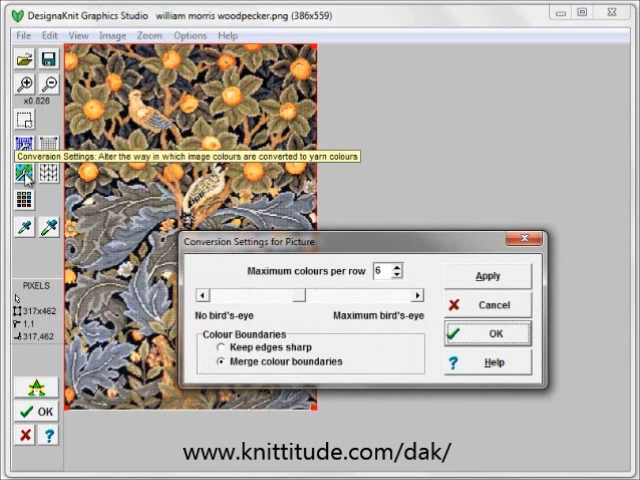 DesignaKnit Graphics Studio william morris woodpecker.png (386x559)
File Edit View Image Zoom Options Help
x0.826
Conversion Settings: Alter the way in which image colours are converted to yarn colours
Conversion Settings for Picture
Maximum colours per row 6
Apply
No bird's-eye Maximum bird's-eye
Cancel
Colour Boundaries
Keep edges sharp
Merge colour boundaries
OK
Help
PIXELS
317x462
1,1
317,462
OK
www.knittitude.com/dak/